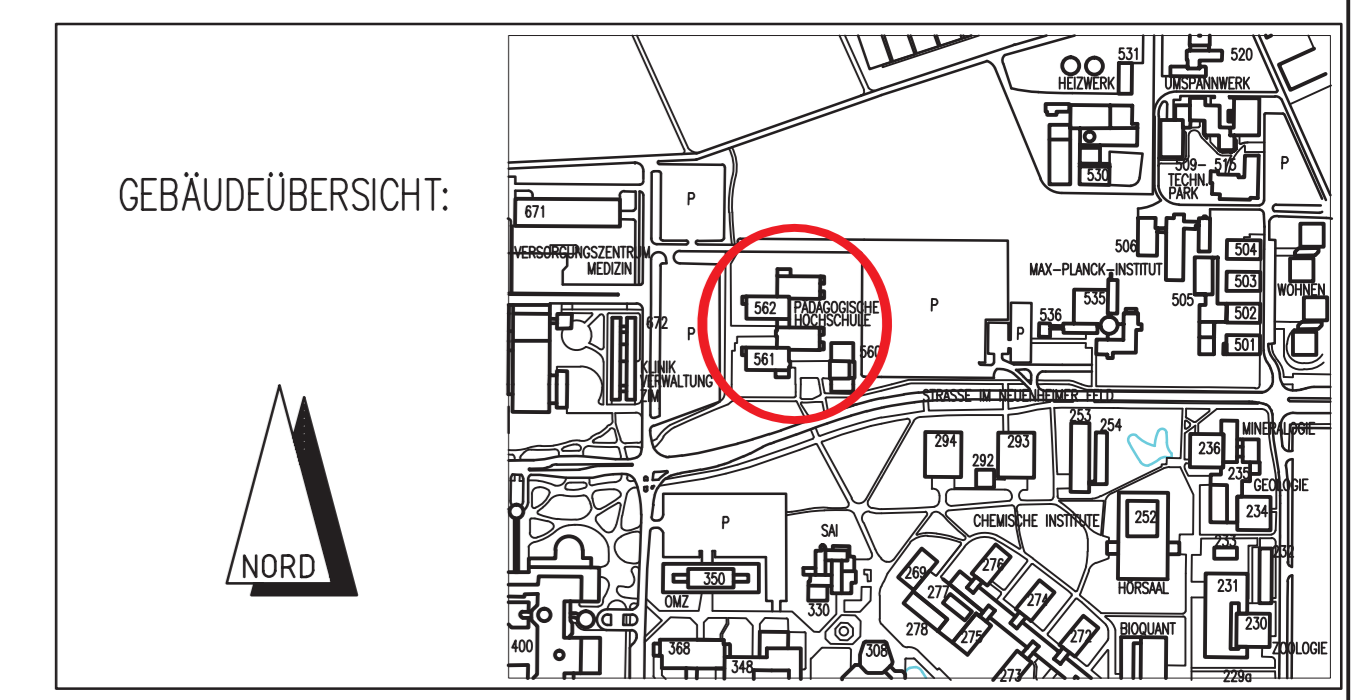 GEBÄUDEÜBERSICHT:
NORD
531
520
HEIZWERK
UMSPANNWERK
509- 515
TECHN.
PARK
P
530
671
P
VERSORGUNGSZENTRUM
MEDIZIN
506
504
MAX-PLANCK-INSTITUT
503
WOHNEN
505
535
502
536
501
562
PÄDAGOGISCHE
HOCHSCHULE
P
P
P
672
561
560
KLINIK
VERWALTUNG
ZIM
STRASSE IM NEUENHEIMER FELD
253
254
294
293
292
236
MINERALOGIE
235
GEOLOGIE
234
P
SAI
CHEMISCHE INSTITUTE
252
233
232
350
OMZ
330
269
276
277
274
278
275
272
273
HÖRSAAL
231
230
BIOQUANT
ZOOLOGIE
229a
400
368
348
308